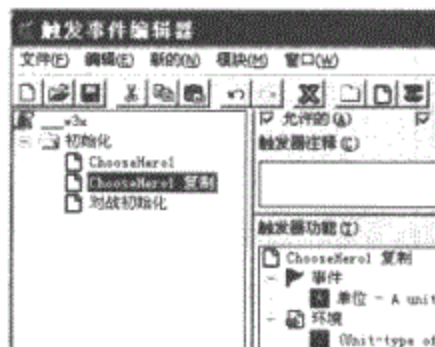 触发事件编辑器
文件(F) 编辑(E) 新的(N) 模块(M) 窗口(W)
___w3x
初始化
ChooseHero1
ChooseHero1 复制
对战初始化
允许的(A)
触发器注释(C)
触发器功能(T)
ChooseHero1 复制
事件
单位 - A unit
环境
(Unit-type of